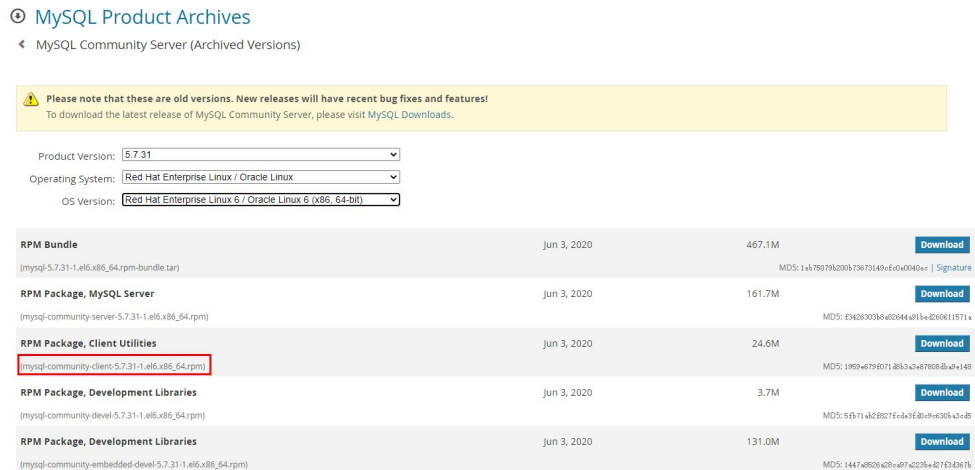 MySQL Product Archives
MySQL Community Server (Archived Versions)
Please note that these are old versions. New releases will have recent bug fixes and features!
To download the latest release of MySQL Community Server, please visit MySQL Downloads.
Product Version: 5.7.31
Operating System: Red Hat Enterprise Linux / Oracle Linux
OS Version: Red Hat Enterprise Linux 6 / Oracle Linux 6 (x86, 64-bit)
RPM Bundle Jun 3, 2020 467.1M Download
(mysql-5.7.31-1.el6.x86_64.rpm-bundle.tar) MD5: | Signature
RPM Package, MySQL Server Jun 3, 2020 161.7M Download
(mysql-community-server-5.7.31-1.el6.x86_64.rpm) MD5:
RPM Package, Client Utilities Jun 3, 2020 24.6M Download
(mysql-community-client-5.7.31-1.el6.x86_64.rpm) MD5:
RPM Package, Development Libraries Jun 3, 2020 3.7M Download
(mysql-community-devel-5.7.31-1.el6.x86_64.rpm) MD5:
RPM Package, Development Libraries Jun 3, 2020 131.0M Download
(mysql-community-embedded-devel-5.7.31-1.el6.x86_64.rpm) MD5: